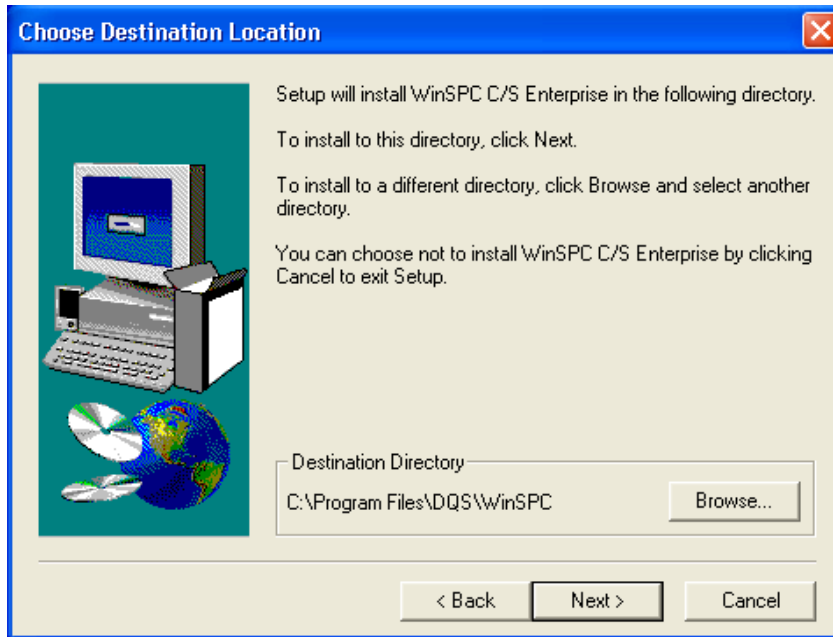 Choose Destination Location
Setup will install WinSPC C/S Enterprise in the following directory.
To install to this directory, click Next.
To install to a different directory, click Browse and select another
directory.
You can choose not to install WinSPC C/S Enterprise by clicking
Cancel to exit Setup.
Destination Directory
C:\Program Files\DQS\WinSPC
Browse...
< Back
Next >
Cancel